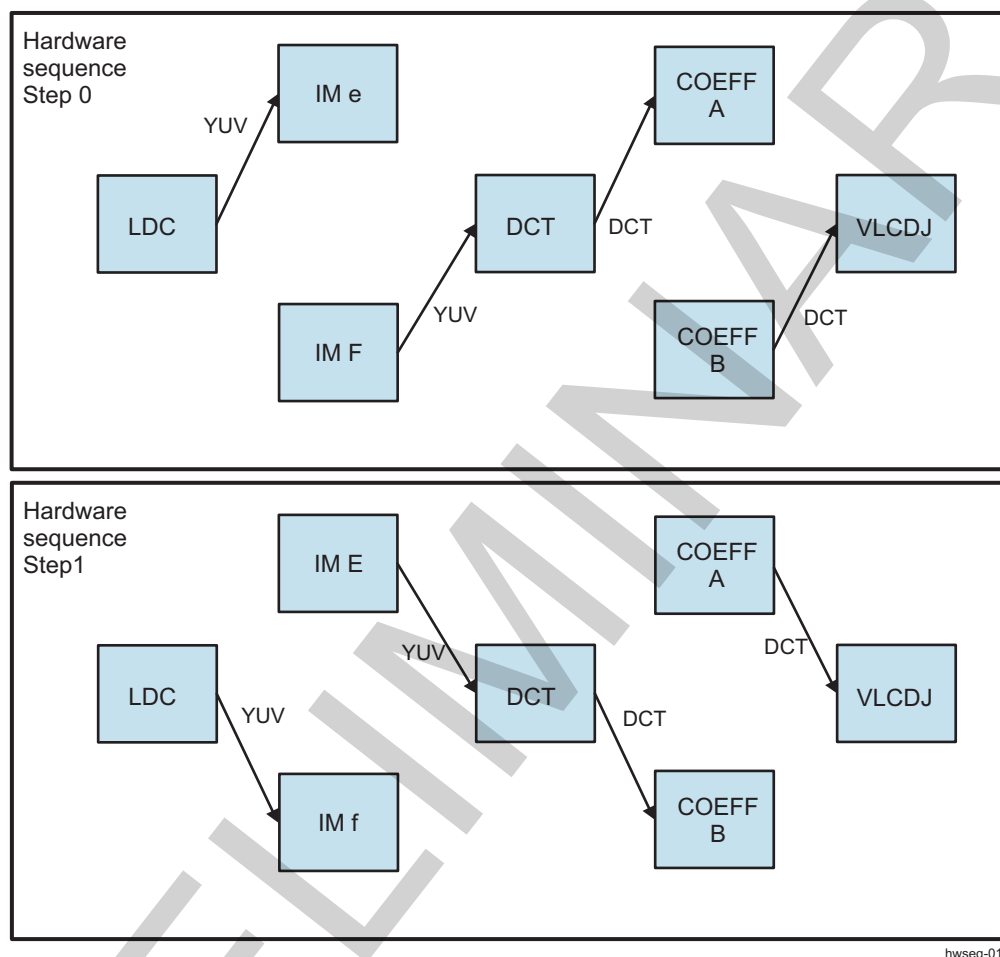 Hardware
sequence
Step 0
IM e
COEFF
A
YUV
LDC
DCT
DCT
VLCDJ
YUV
DCT
IM F
COEFF
B
Hardware
sequence
Step1
IM E
COEFF
A
YUV
DCT
LDC
YUV
DCT
DCT
VLCDJ
IM f
COEFF
B
hwseq-01
ELIMINAR